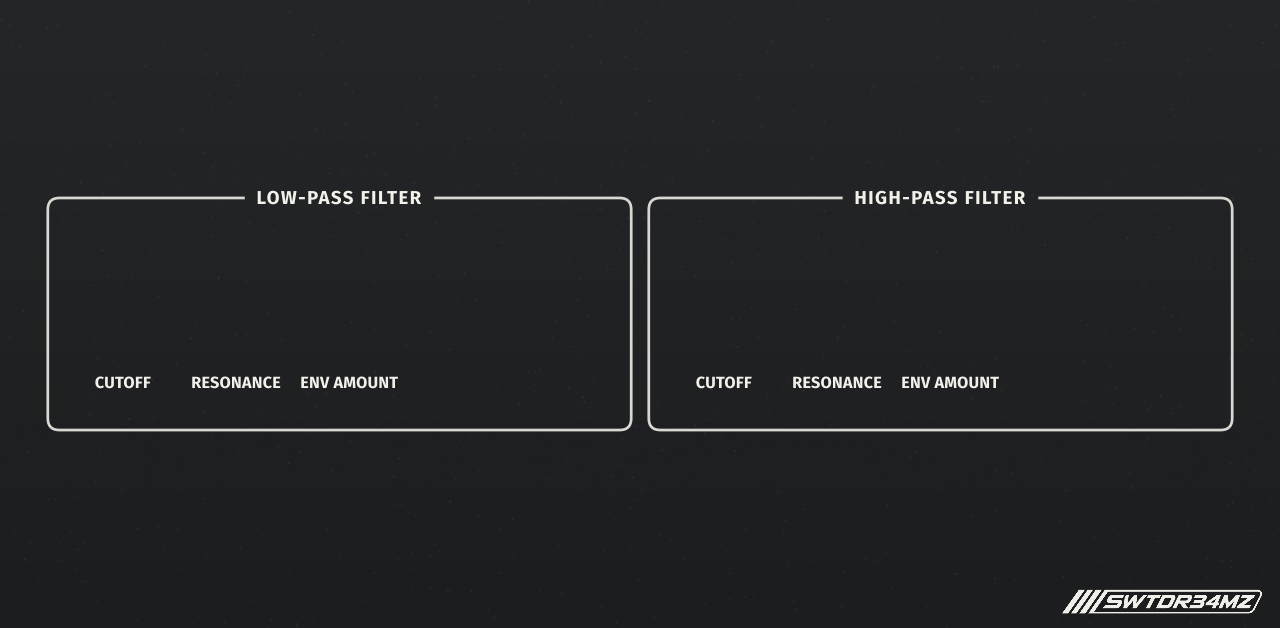 LOW-PASS FILTER
CUTOFF RESONANCE ENV AMOUNT
HIGH-PASS FILTER
CUTOFF RESONANCE ENV AMOUNT
SWTDR34MZ